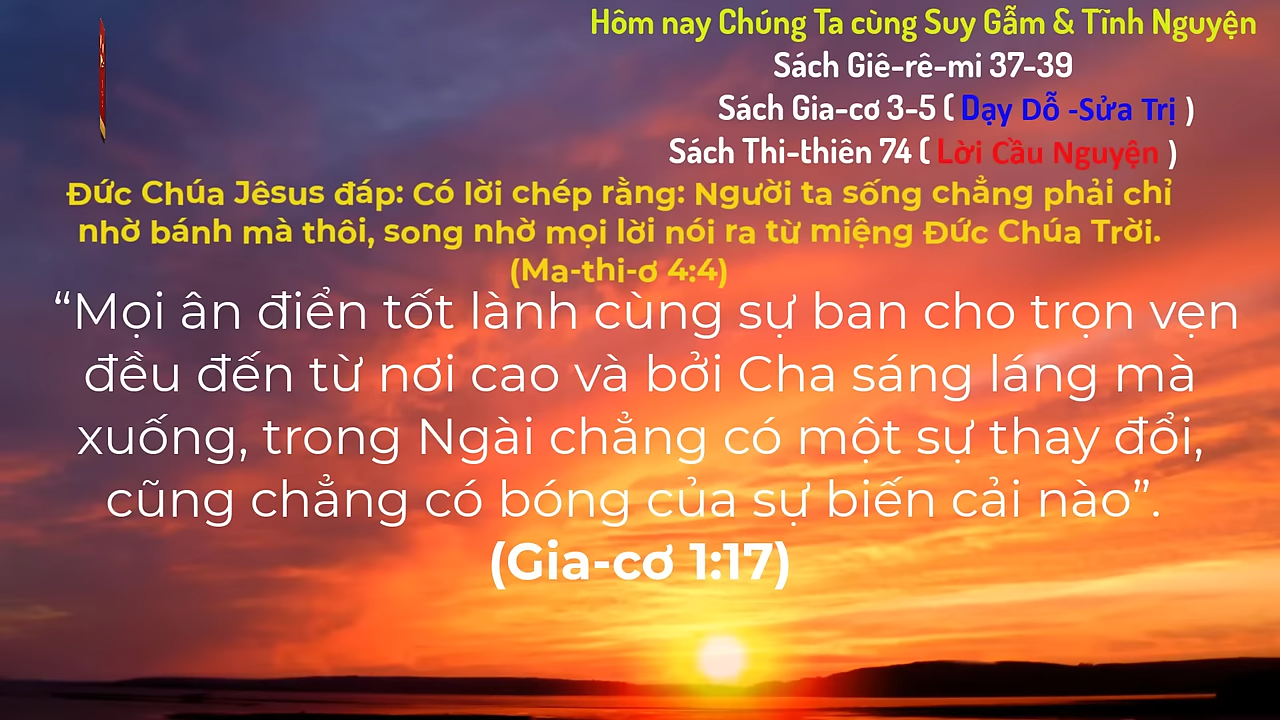 Hôm nay Chúng Ta cùng Suy Gẫm & Tĩnh Nguyện
Sách Giê-rê-mi 37-39
Sách Gia-cơ 3-5 ( Dạy Dỗ -Sửa Trị )
Sách Thi-thiên 74 ( Lời Cầu Nguyện )
Đức Chúa Jêsus đáp: Có lời chép rằng: Người ta sống chẳng phải chỉ
nhờ bánh mà thôi, song nhờ mọi lời nói ra từ miệng Đức Chúa Trời.
(Ma-thi-ơ 4:4)
“Mọi ân điển tốt lành cùng sự ban cho trọn vẹn
đều đến từ nơi cao và bởi Cha sáng láng mà
xuống, trong Ngài chẳng có một sự thay đổi,
cũng chẳng có bóng của sự biến cải nào”.
(Gia-cơ 1:17)